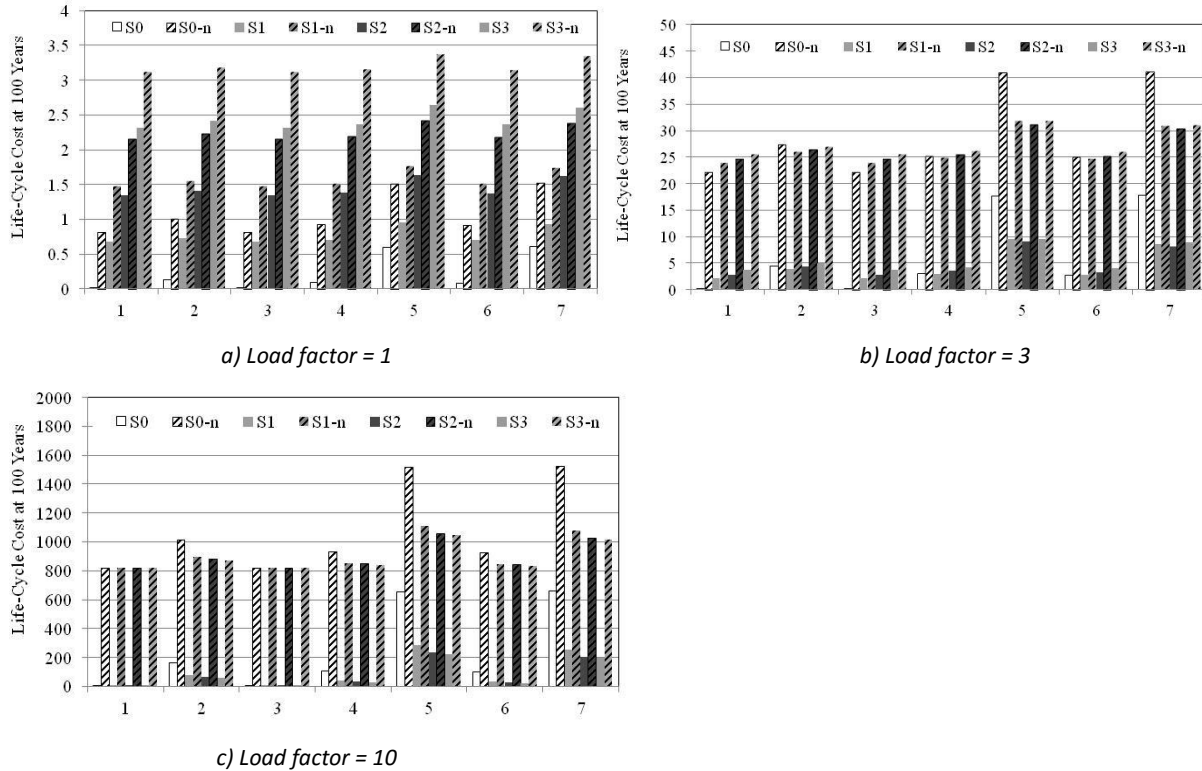 Life-Cycle Cost at 100 Years
4
3.5
3
2.5
2
1.5
1
0.5
0
S0 S0-n S1 S1-n S2 S2-n S3 S3-n
1 2 3 4 5 6 7
a) Load factor = 1
Life-Cycle Cost at 100 Years
50
45
40
35
30
25
20
15
10
5
0
S0 S0-n S1 S1-n S2 S2-n S3 S3-n
1 2 3 4 5 6 7
b) Load factor = 3
Life-Cycle Cost at 100 Years
2000
1800
1600
1400
1200
1000
800
600
400
200
0
S0 S0-n S1 S1-n S2 S2-n S3 S3-n
1 2 3 4 5 6 7
c) Load factor = 10